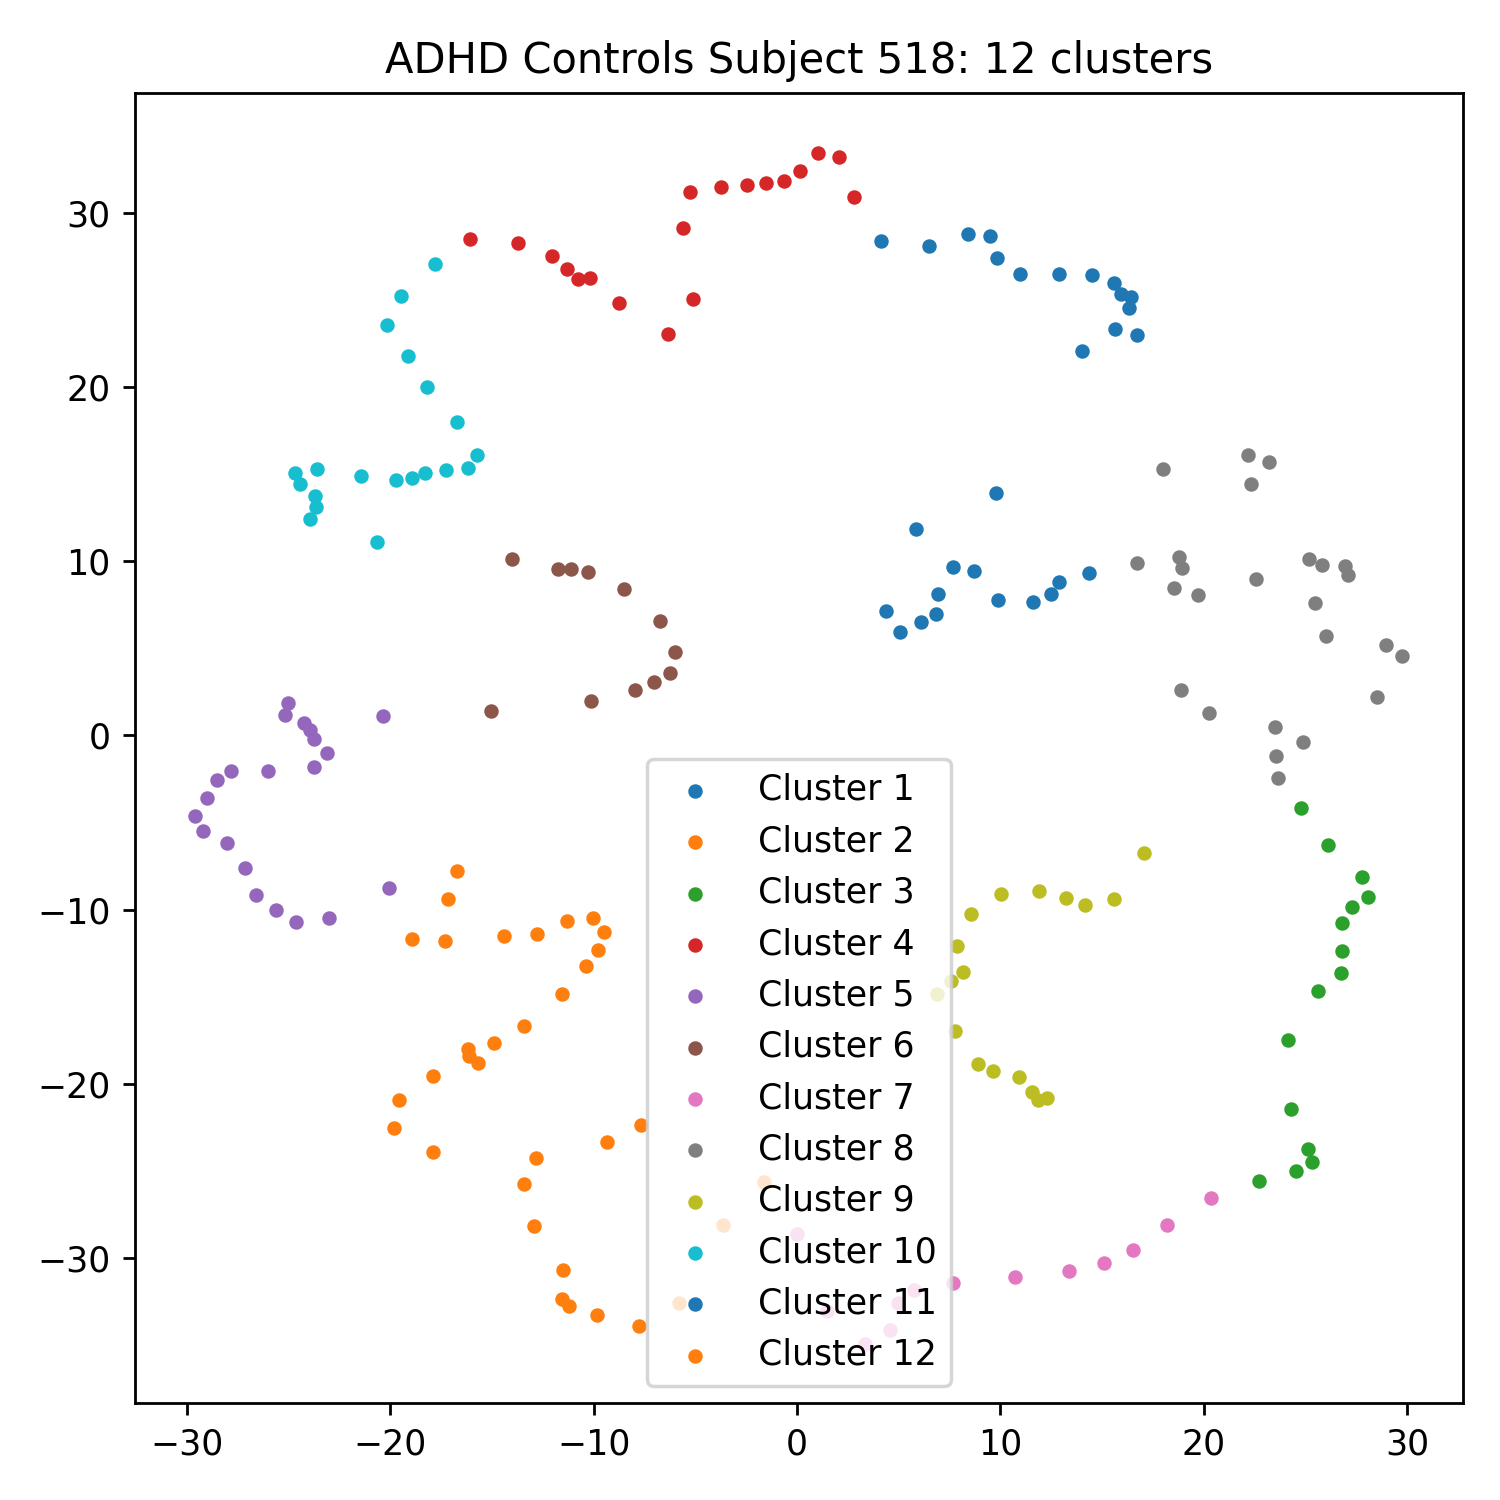 ADHD Controls Subject 518: 12 clusters
30
20
10
0
−10
−20
−30
Cluster 1
Cluster 2
Cluster 3
Cluster 4
Cluster 5
Cluster 6
Cluster 7
Cluster 8
Cluster 9
Cluster 10
Cluster 11
Cluster 12
−30 −20 −10 0 10 20 30